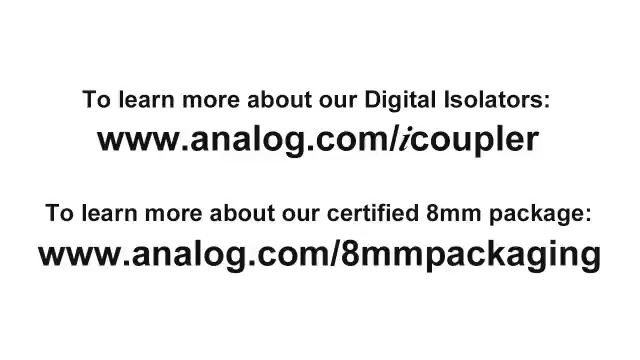 To learn more about our Digital Isolators:
www.analog.com/icoupler
To learn more about our certified 8mm package:
www.analog.com/8mmpackaging